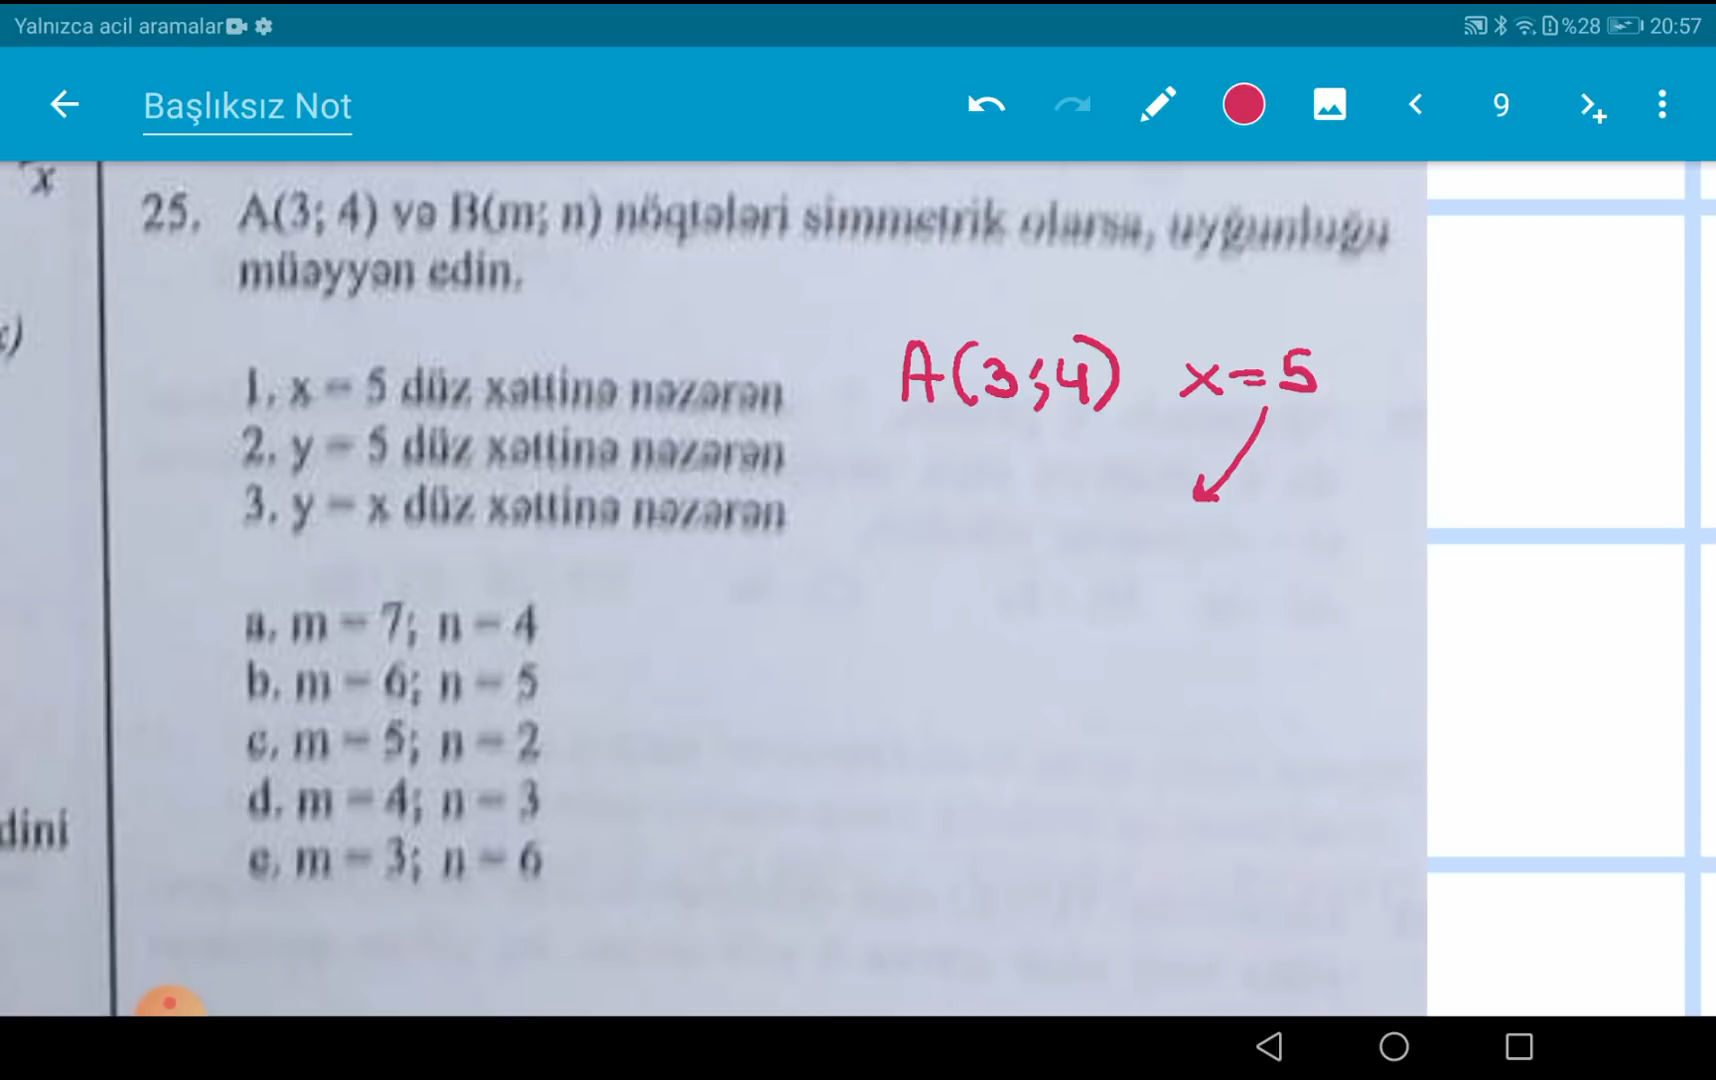 Yalnızca acil aramalar
%28 20:57
Başlıksız Not
9
x
25. A(3; 4) və B(m; n) nöqtələri simmetrik olarsa, uyğunluğu
müəyyən edin.
A(3;4) x=5
1. x = 5 düz xəttinə nəzərən
2. y = 5 düz xəttinə nəzərən
3. y = x düz xəttinə nəzərən
a. m = 7; n = 4
b. m = 6; n = 5
c. m = 5; n = 2
d. m = 4; n = 3
e. m = 3; n = 6
dini